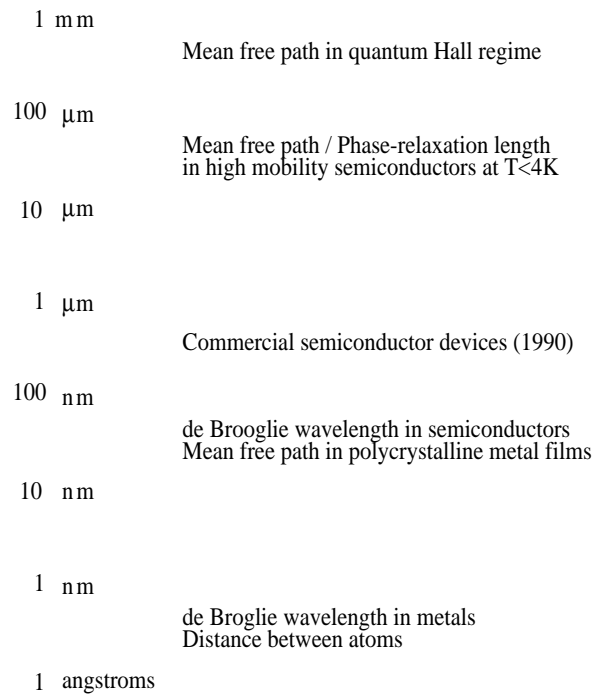 1 mm
Mean free path in quantum Hall regime
100 μm
Mean free path / Phase-relaxation length
in high mobility semiconductors at T<4K
10 μm
1 μm
Commercial semiconductor devices (1990)
100 nm
de Brooglie wavelength in semiconductors
Mean free path in polycrystalline metal films
10 nm
1 nm
de Broglie wavelength in metals
Distance between atoms
1 angstroms